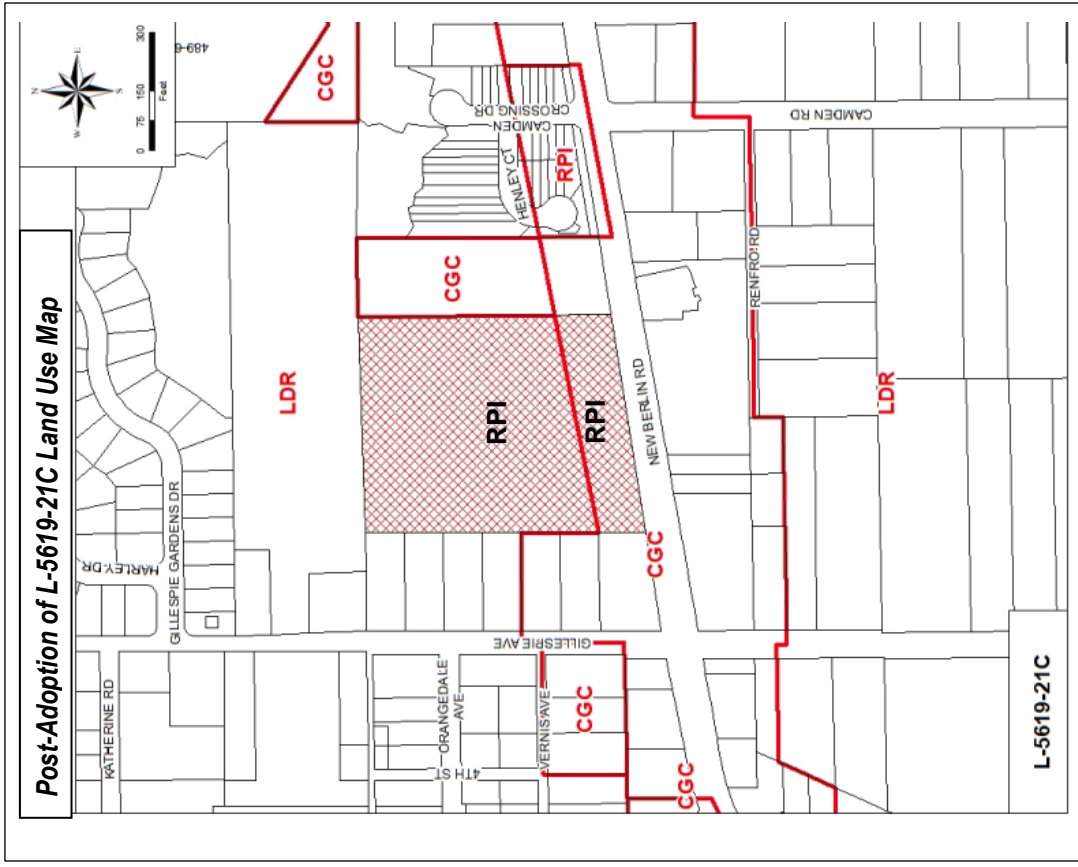 Post-Adoption of L-5619-21C Land Use Map
N
E
S
W
0 75 150 300
Feet
489-6
CGC
KATHERINE RD
HARLEY DR
GILLESPIE GARDENS DR
LDR
CGC
CAMDEN
CROSSING DR
HENLEY CT
RPI
RPI
RPI
ORANGEDALE
AVE
4TH ST
VERNIS AVE
GILLESPIE AVE
CGC
CGC
CGC
NEW BERLIN RD
CAMDEN RD
RENFRO RD
LDR
L-5619-21C